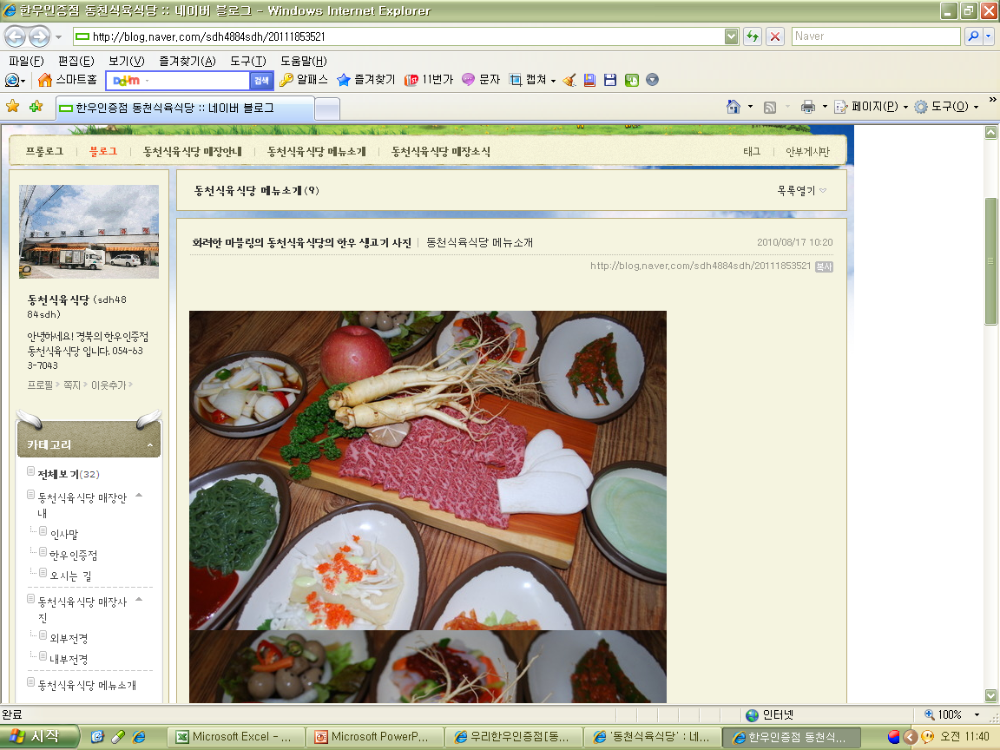 한우인증점 동천식육식당 :: 네이버 블로그 - Windows Internet Explorer
http://blog.naver.com/sdh4884sdh/20111853521
Naver
파일(F) 편집(E) 보기(V) 즐겨찾기(A) 도구(T) 도움말(H)
스마트홈 Daum 검색 알패스 즐겨찾기 11번가 문자 캡쳐
한우인증점 동천식육식당 :: 네이버 블로그
페이지(P) 도구(O)
프롤로그 블로그 동천식육식당 매장안내 동천식육식당 메뉴소개 동천식육식당 매장소식 태그 안부게시판
동천식육식당 메뉴소개 (9) 목록열기
화려한 마블링의 동천식육식당의 한우 생고기 사진 | 동천식육식당 메뉴소개 2010/08/17 10:20
http://blog.naver.com/sdh4884sdh/20111853521 복사
동천식육식당 (sdh48
84sdh)
안녕하세요! 경북의 한우인증점
동천식육식당 입니다. 054-63
3-7043
프로필 쪽지 이웃추가
카테고리
전체보기(32)
동천식육식당 매장안
내
인사말
한우인증점
오시는 길
동천식육식당 매장사
진
외부전경
내부전경
동천식육식당 메뉴소개
완료 인터넷 100%
시작 Microsoft Excel - ... Microsoft PowerP... 우리한우인증점[동... '동천식육식당' : 네... 한우인증점 동천식... 오전 11:40